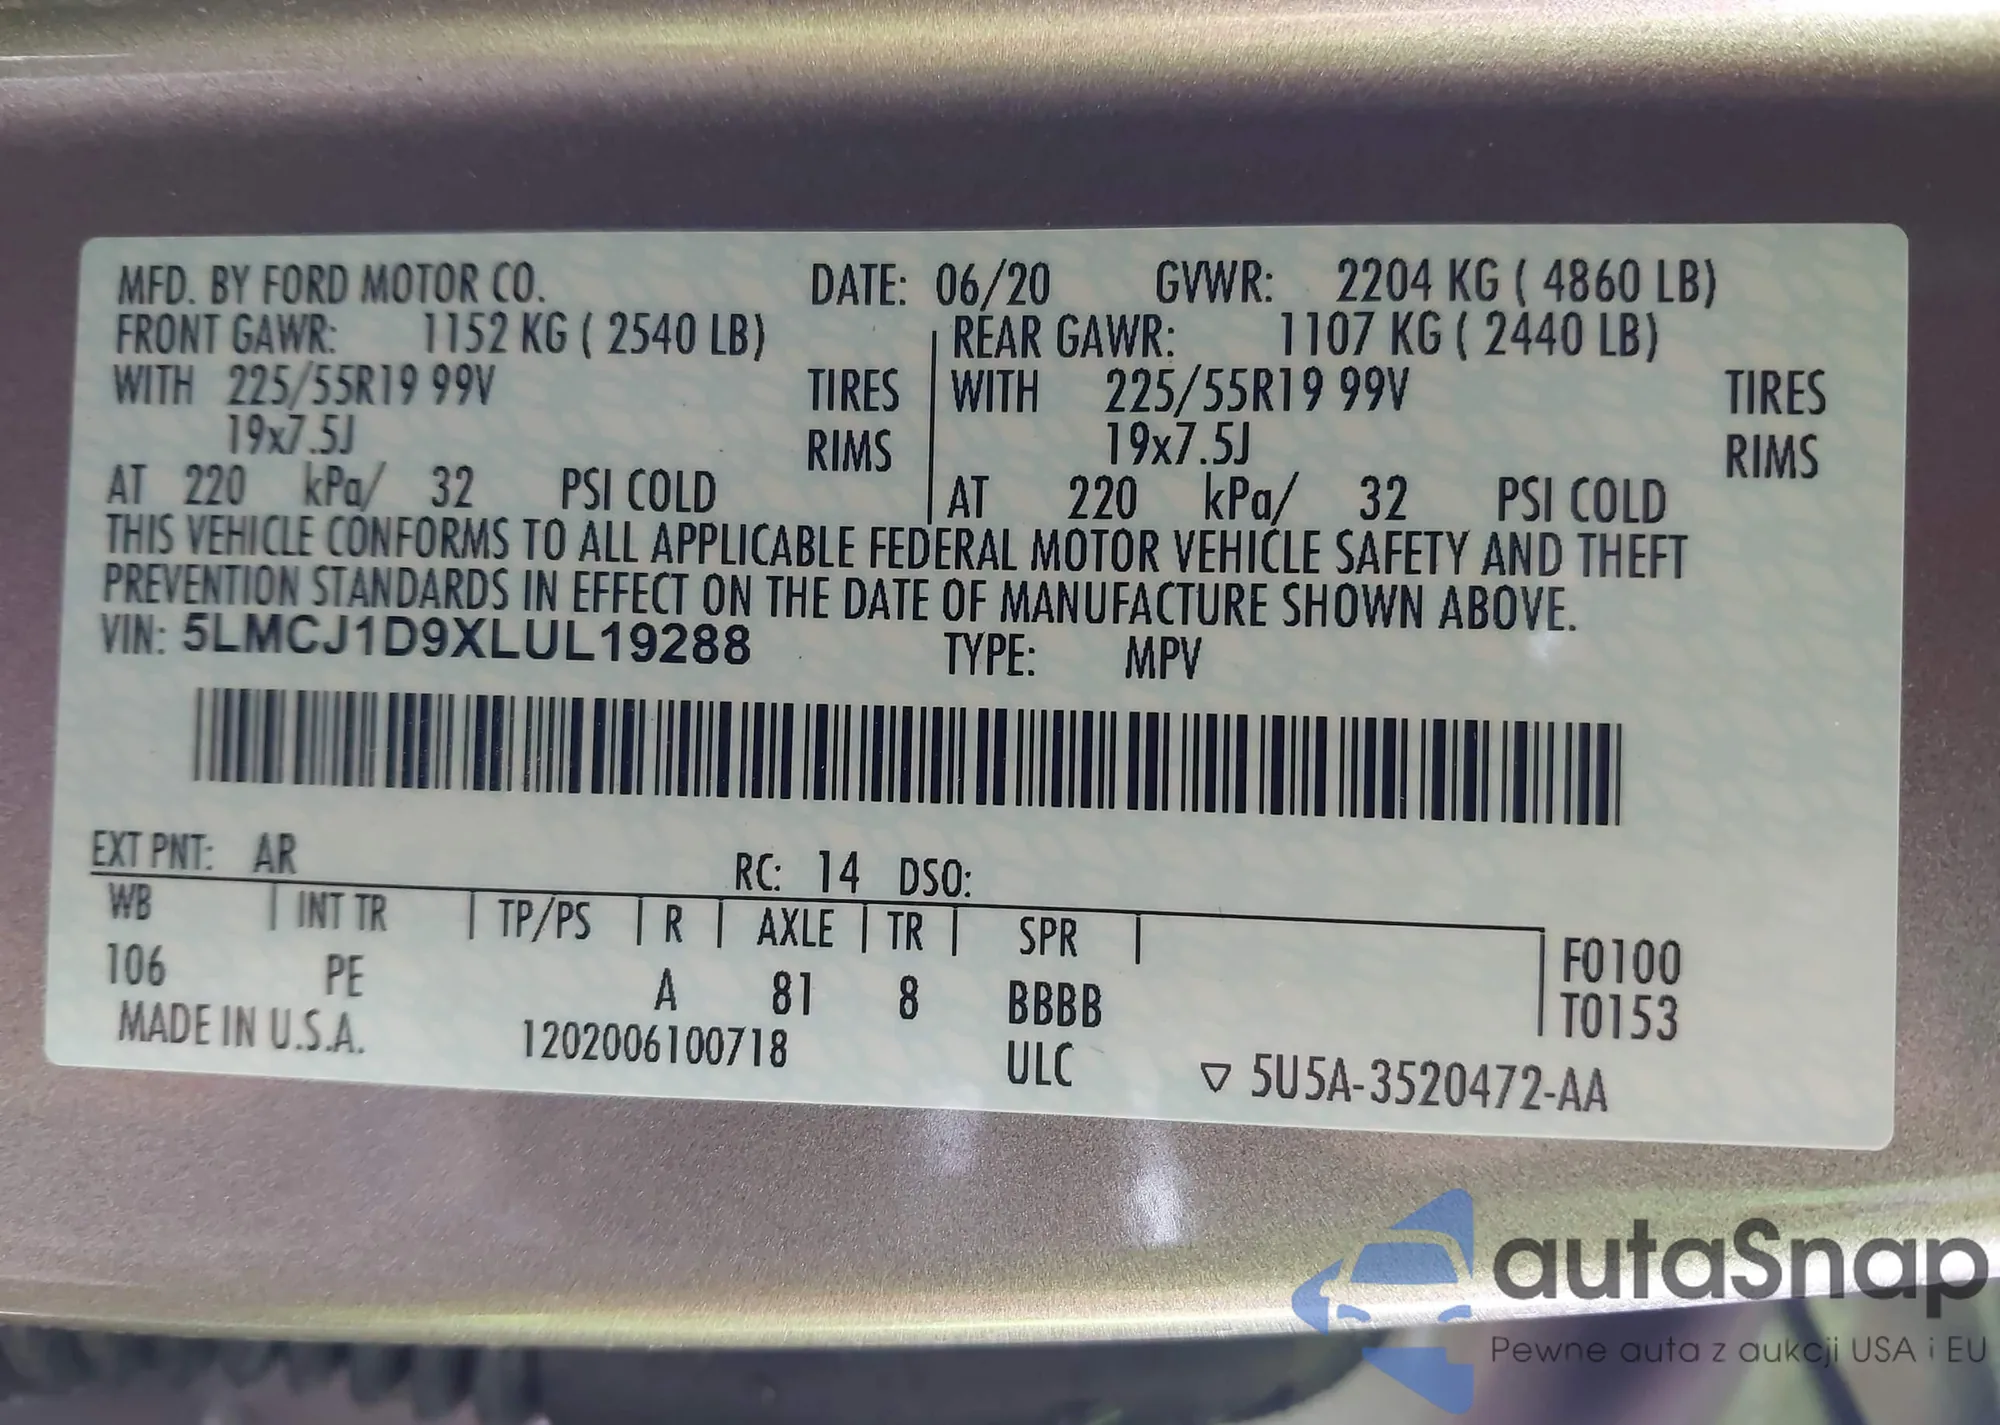 MFD. BY FORD MOTOR CO. DATE: 06/20 GVWR: 2204 KG ( 4860 LB)
FRONT GAWR: 1152 KG ( 2540 LB) REAR GAWR: 1107 KG ( 2440 LB)
WITH 225/55R19 99V TIRES WITH 225/55R19 99V TIRES
19x7.5J RIMS 19x7.5J RIMS
AT 220 kPa/ 32 PSI COLD AT 220 kPa/ 32 PSI COLD
THIS VEHICLE CONFORMS TO ALL APPLICABLE FEDERAL MOTOR VEHICLE SAFETY AND THEFT
PREVENTION STANDARDS IN EFFECT ON THE DATE OF MANUFACTURE SHOWN ABOVE.
VIN: 5LMCJ1D9XLUL19288 TYPE: MPV
EXT PNT: AR RC: 14 DSO:
WB INT TR TP/PS R AXLE TR SPR F0100
106 PE A 81 8 BBBB T0153
MADE IN U.S.A. 1202006100718 ULC ▽ 5U5A-3520472-AA
autaSnap
Pewne auta z aukcji USA i EU